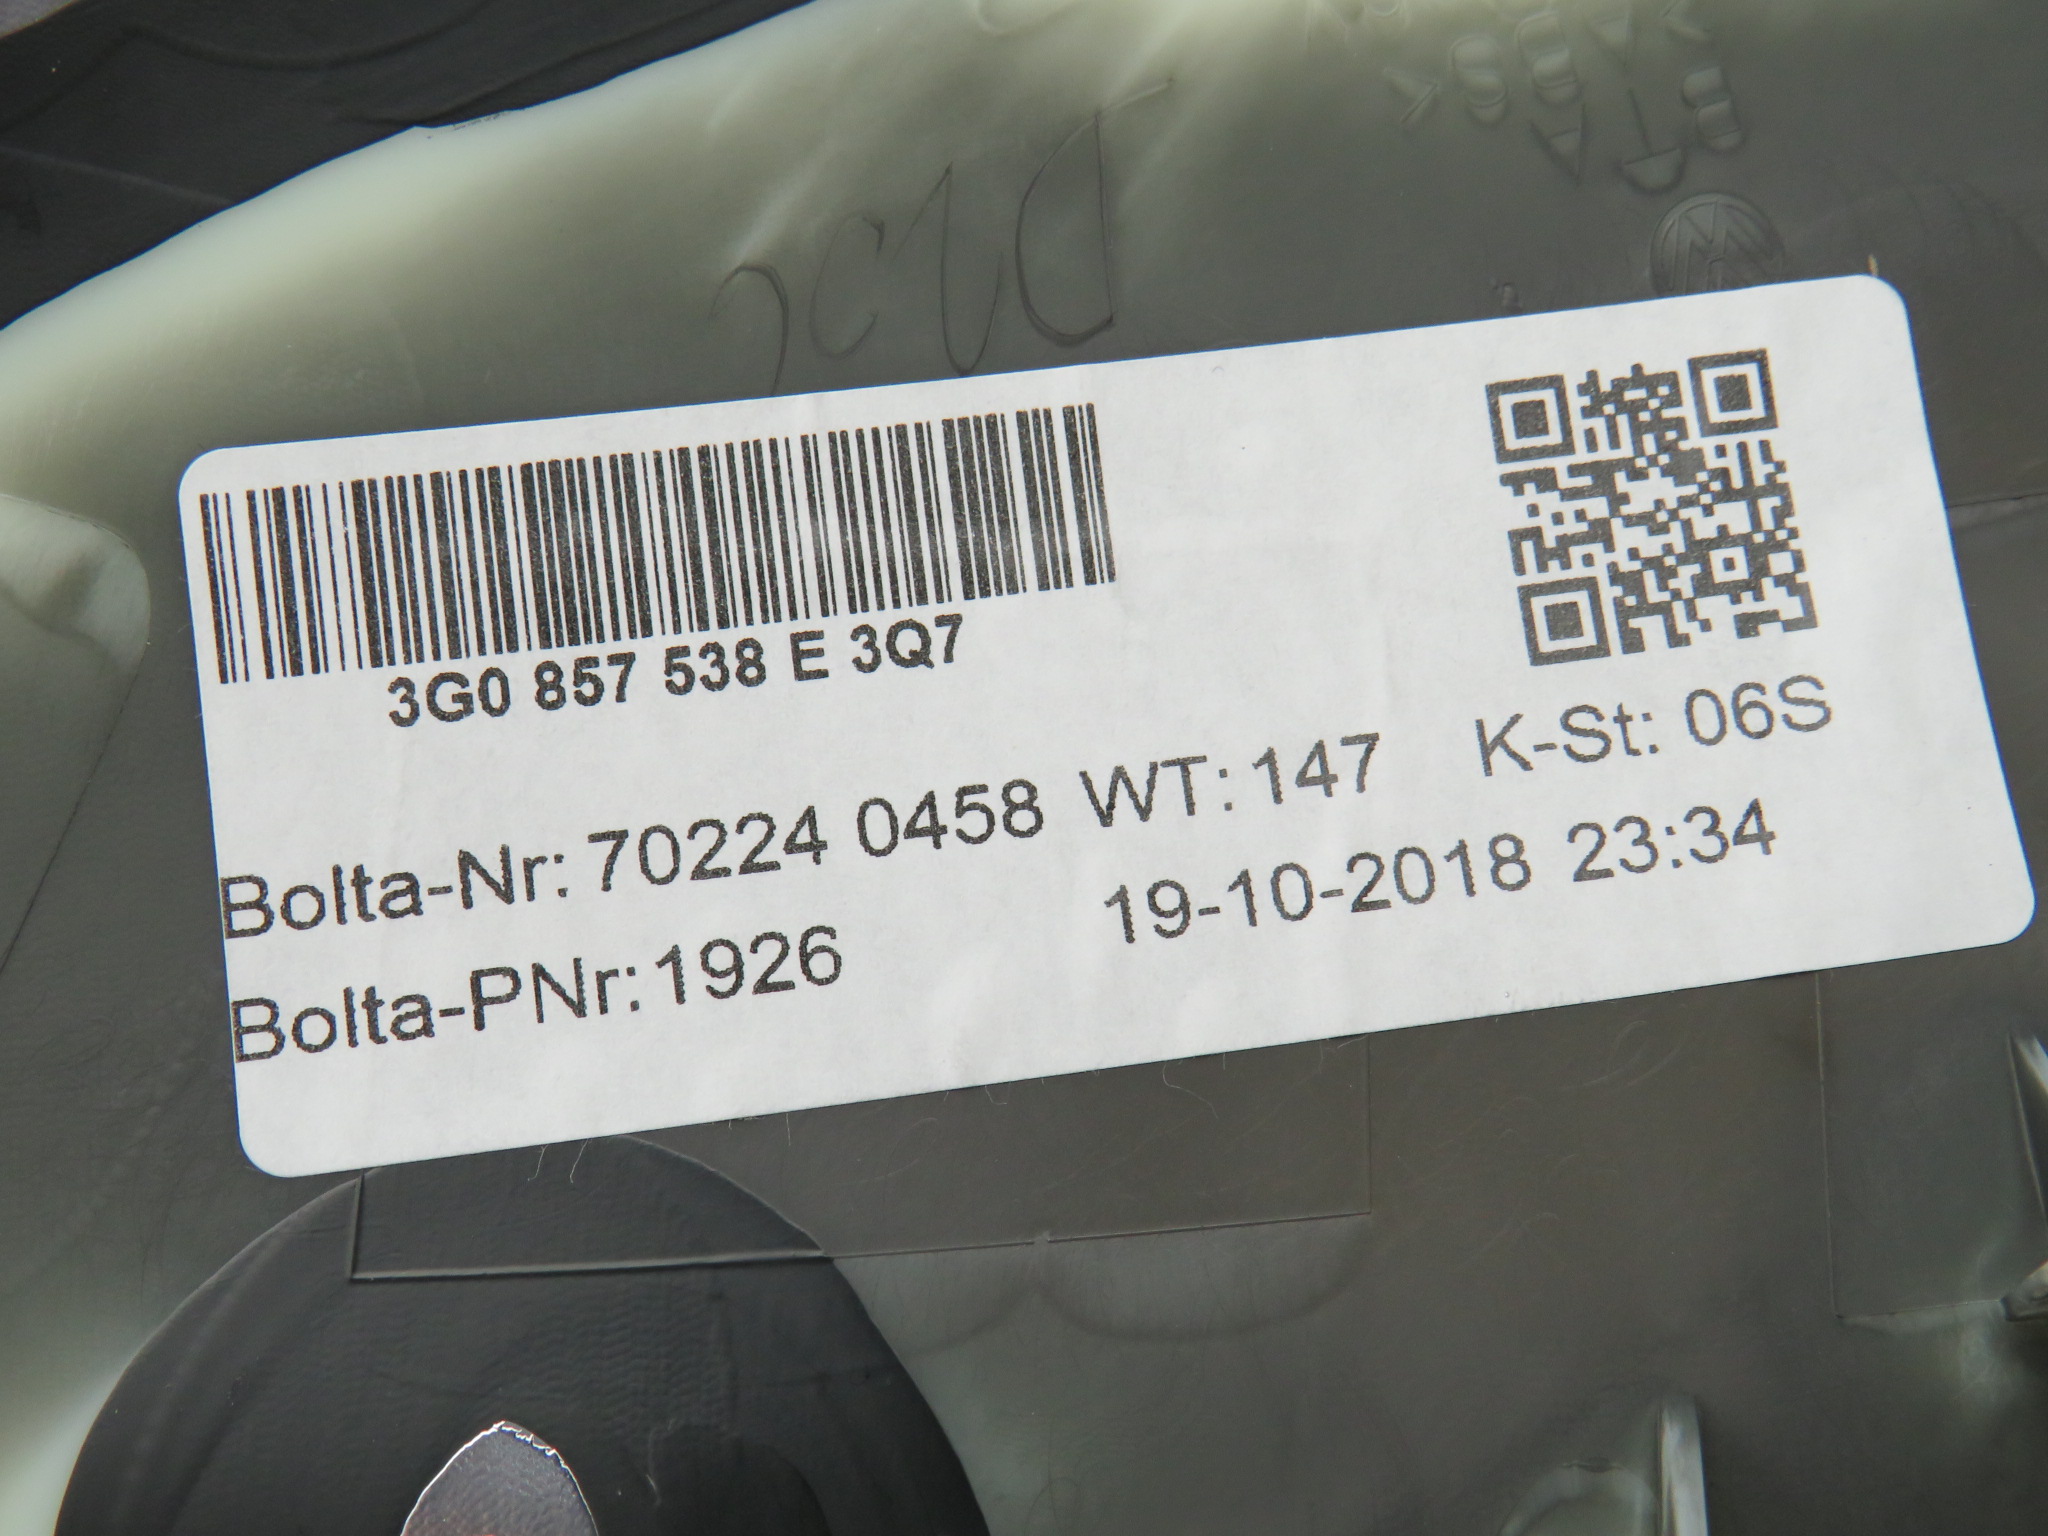 3G0 857 538 E 3Q7
Bolta-Nr: 70224 0458 WT: 147 K-St: 06S
Bolta-PNr: 1926 19-10-2018 23:34